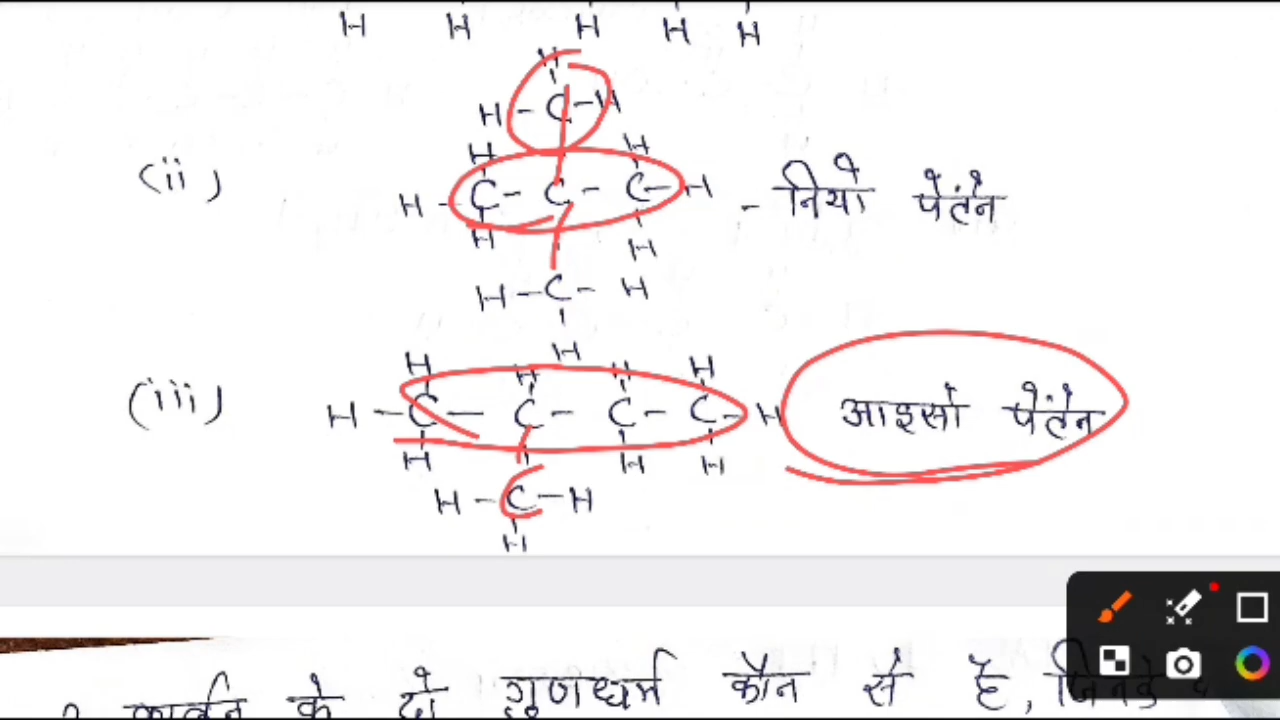 H H H H H
H
H - C - H
H H
(ii) H - C - C - C - H - नियो पेंटेन
H H
H - C - H
H
H H H H
(iii) H - C - C - C - C - H आइसो पेंटेन
H H H
H - C - H
H
कार्बन के दो गुणधर्म कौन से है,